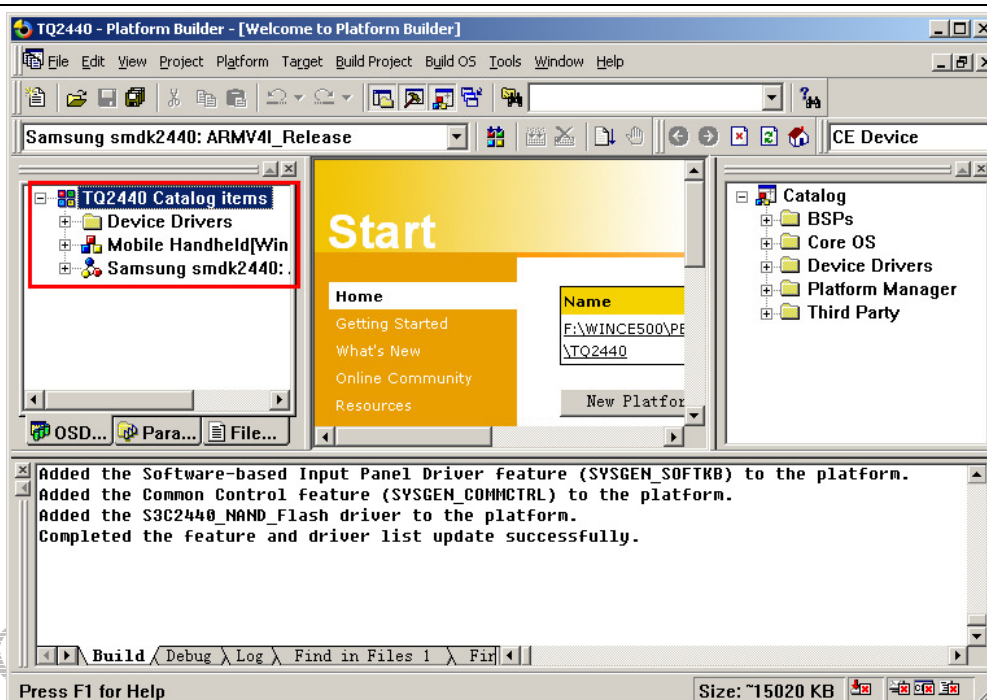 TQ2440 - Platform Builder - [Welcome to Platform Builder]
File Edit View Project Platform Target Build Project Build OS Tools Window Help
Samsung smdk2440: ARMV4I_Release
CE Device
TQ2440 Catalog items
Device Drivers
Mobile Handheld[Win
Samsung smdk2440: .
OSD... Para... File...
Start
Home
Getting Started
What's New
Online Community
Resources
Name
F:\WINCE500\PB
\TQ2440
New Platfor
Catalog
BSPs
Core OS
Device Drivers
Platform Manager
Third Party
Added the Software-based Input Panel Driver feature (SYSGEN_SOFTKB) to the platform.
Added the Common Control feature (SYSGEN_COMMCTRL) to the platform.
Added the S3C2440_NAND_Flash driver to the platform.
Completed the feature and driver list update successfully.
Build Debug Log Find in Files 1 Fir
Press F1 for Help
Size: ~15020 KB